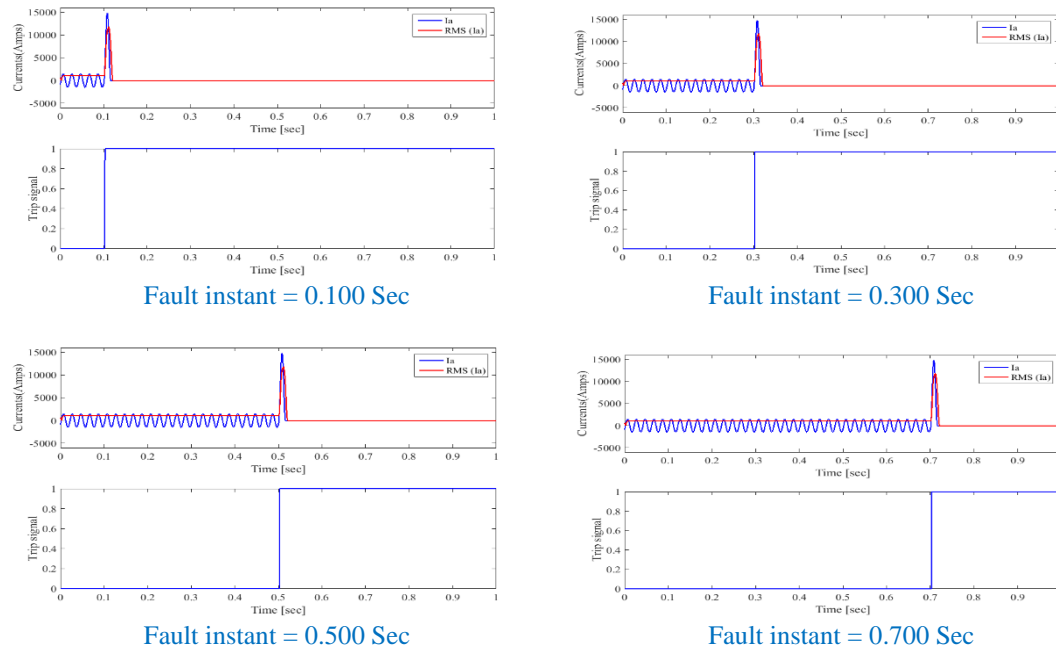 Currents(Amps)
15000
10000
5000
0
-5000
Ia
RMS (Ia)
0 0.1 0.2 0.3 0.4 0.5 0.6 0.7 0.8 0.9 1
Time [sec]
Trip signal
1
0.8
0.6
0.4
0.2
0
0 0.1 0.2 0.3 0.4 0.5 0.6 0.7 0.8 0.9 1
Time [sec]
Fault instant = 0.100 Sec
Currents(Amps)
15000
10000
5000
0
-5000
Ia
RMS (Ia)
0 0.1 0.2 0.3 0.4 0.5 0.6 0.7 0.8 0.9
Time [sec]
Trip signal
1
0.8
0.6
0.4
0.2
0
0 0.1 0.2 0.3 0.4 0.5 0.6 0.7 0.8 0.9
Time [sec]
Fault instant = 0.300 Sec
Currents(Amps)
15000
10000
5000
0
-5000
Ia
RMS (Ia)
0 0.1 0.2 0.3 0.4 0.5 0.6 0.7 0.8 0.9 1
Time [sec]
Trip signal
1
0.8
0.6
0.4
0.2
0
0 0.1 0.2 0.3 0.4 0.5 0.6 0.7 0.8 0.9 1
Time [sec]
Fault instant = 0.500 Sec
Currents(Amp)
15000
10000
5000
0
-5000
Ia
RMS (Ia)
0 0.1 0.2 0.3 0.4 0.5 0.6 0.7 0.8 0.9
Time [sec]
Trip signal
1
0.8
0.6
0.4
0.2
0
0 0.1 0.2 0.3 0.4 0.5 0.6 0.7 0.8 0.9
Time [sec]
Fault instant = 0.700 Sec